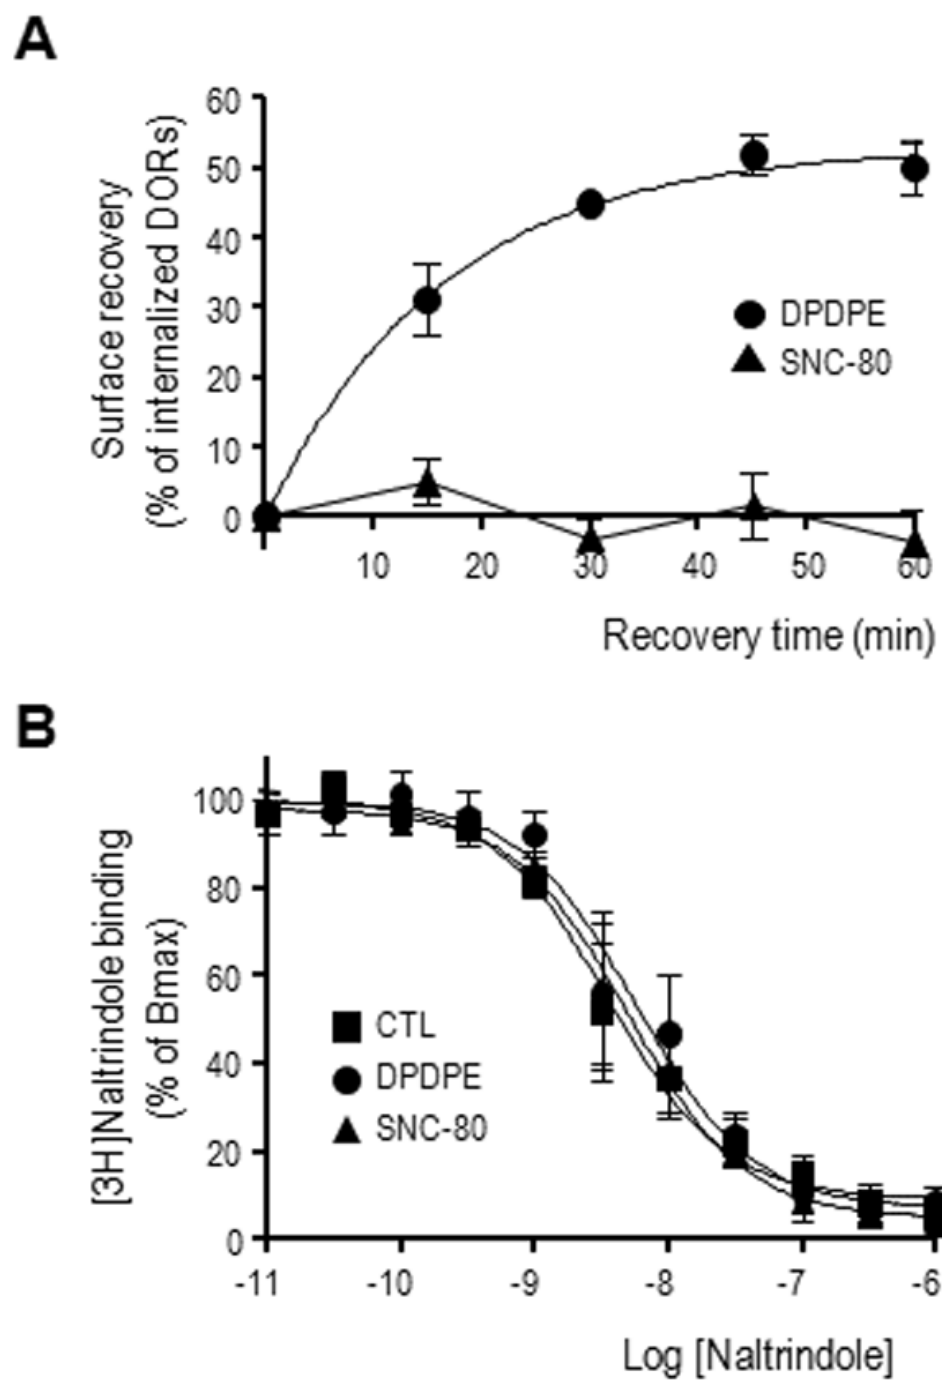 A
Surface recovery
(% of internalized DORs)
60
50
40
30
20
10
0
DPDPE
SNC-80
10 20 30 40 50 60
Recovery time (min)
B
[3H]Naltrindole binding
(% of Bmax)
100
80
60
40
20
0
CTL
DPDPE
SNC-80
-11 -10 -9 -8 -7 -6
Log [Naltrindole]